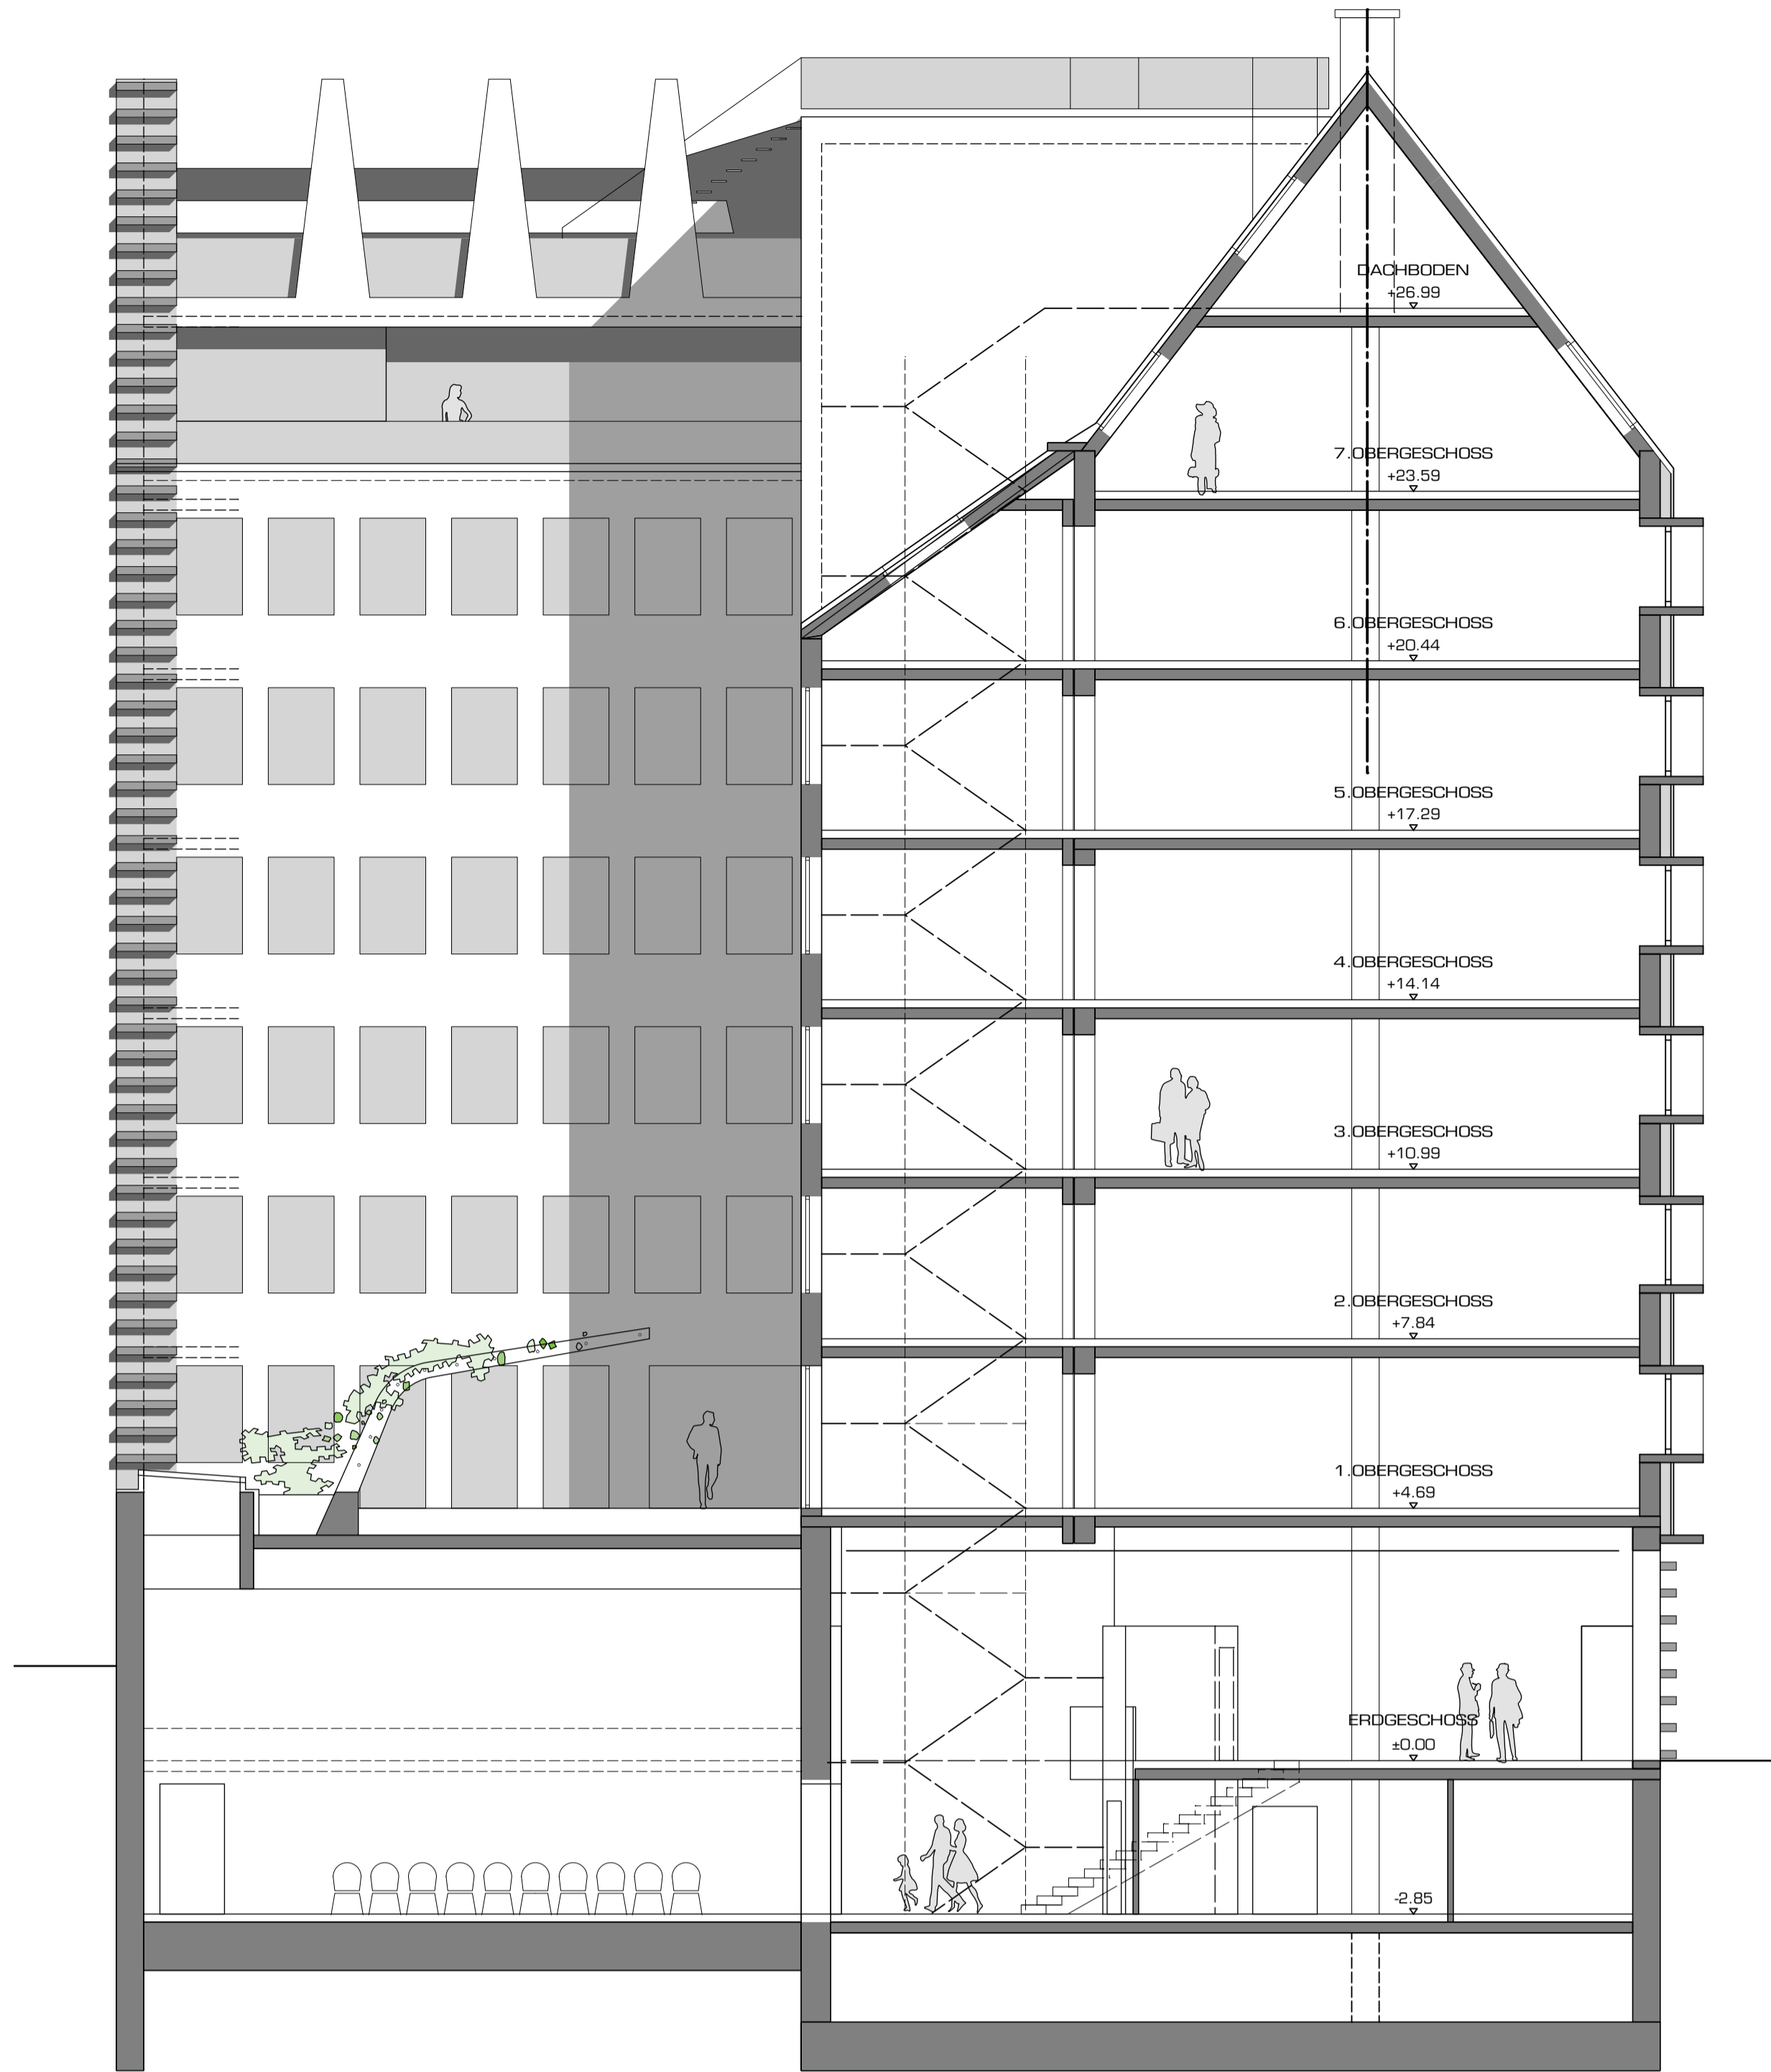 DACHBODEN
+26.99
7.OBERGESCHOSS
+23.59
6.OBERGESCHOSS
+20.44
5.OBERGESCHOSS
+17.29
4.OBERGESCHOSS
+14.14
3.OBERGESCHOSS
+10.99
2.OBERGESCHOSS
+7.84
1.OBERGESCHOSS
+4.69
ERDGESCHOSS
±0.00
-2.85